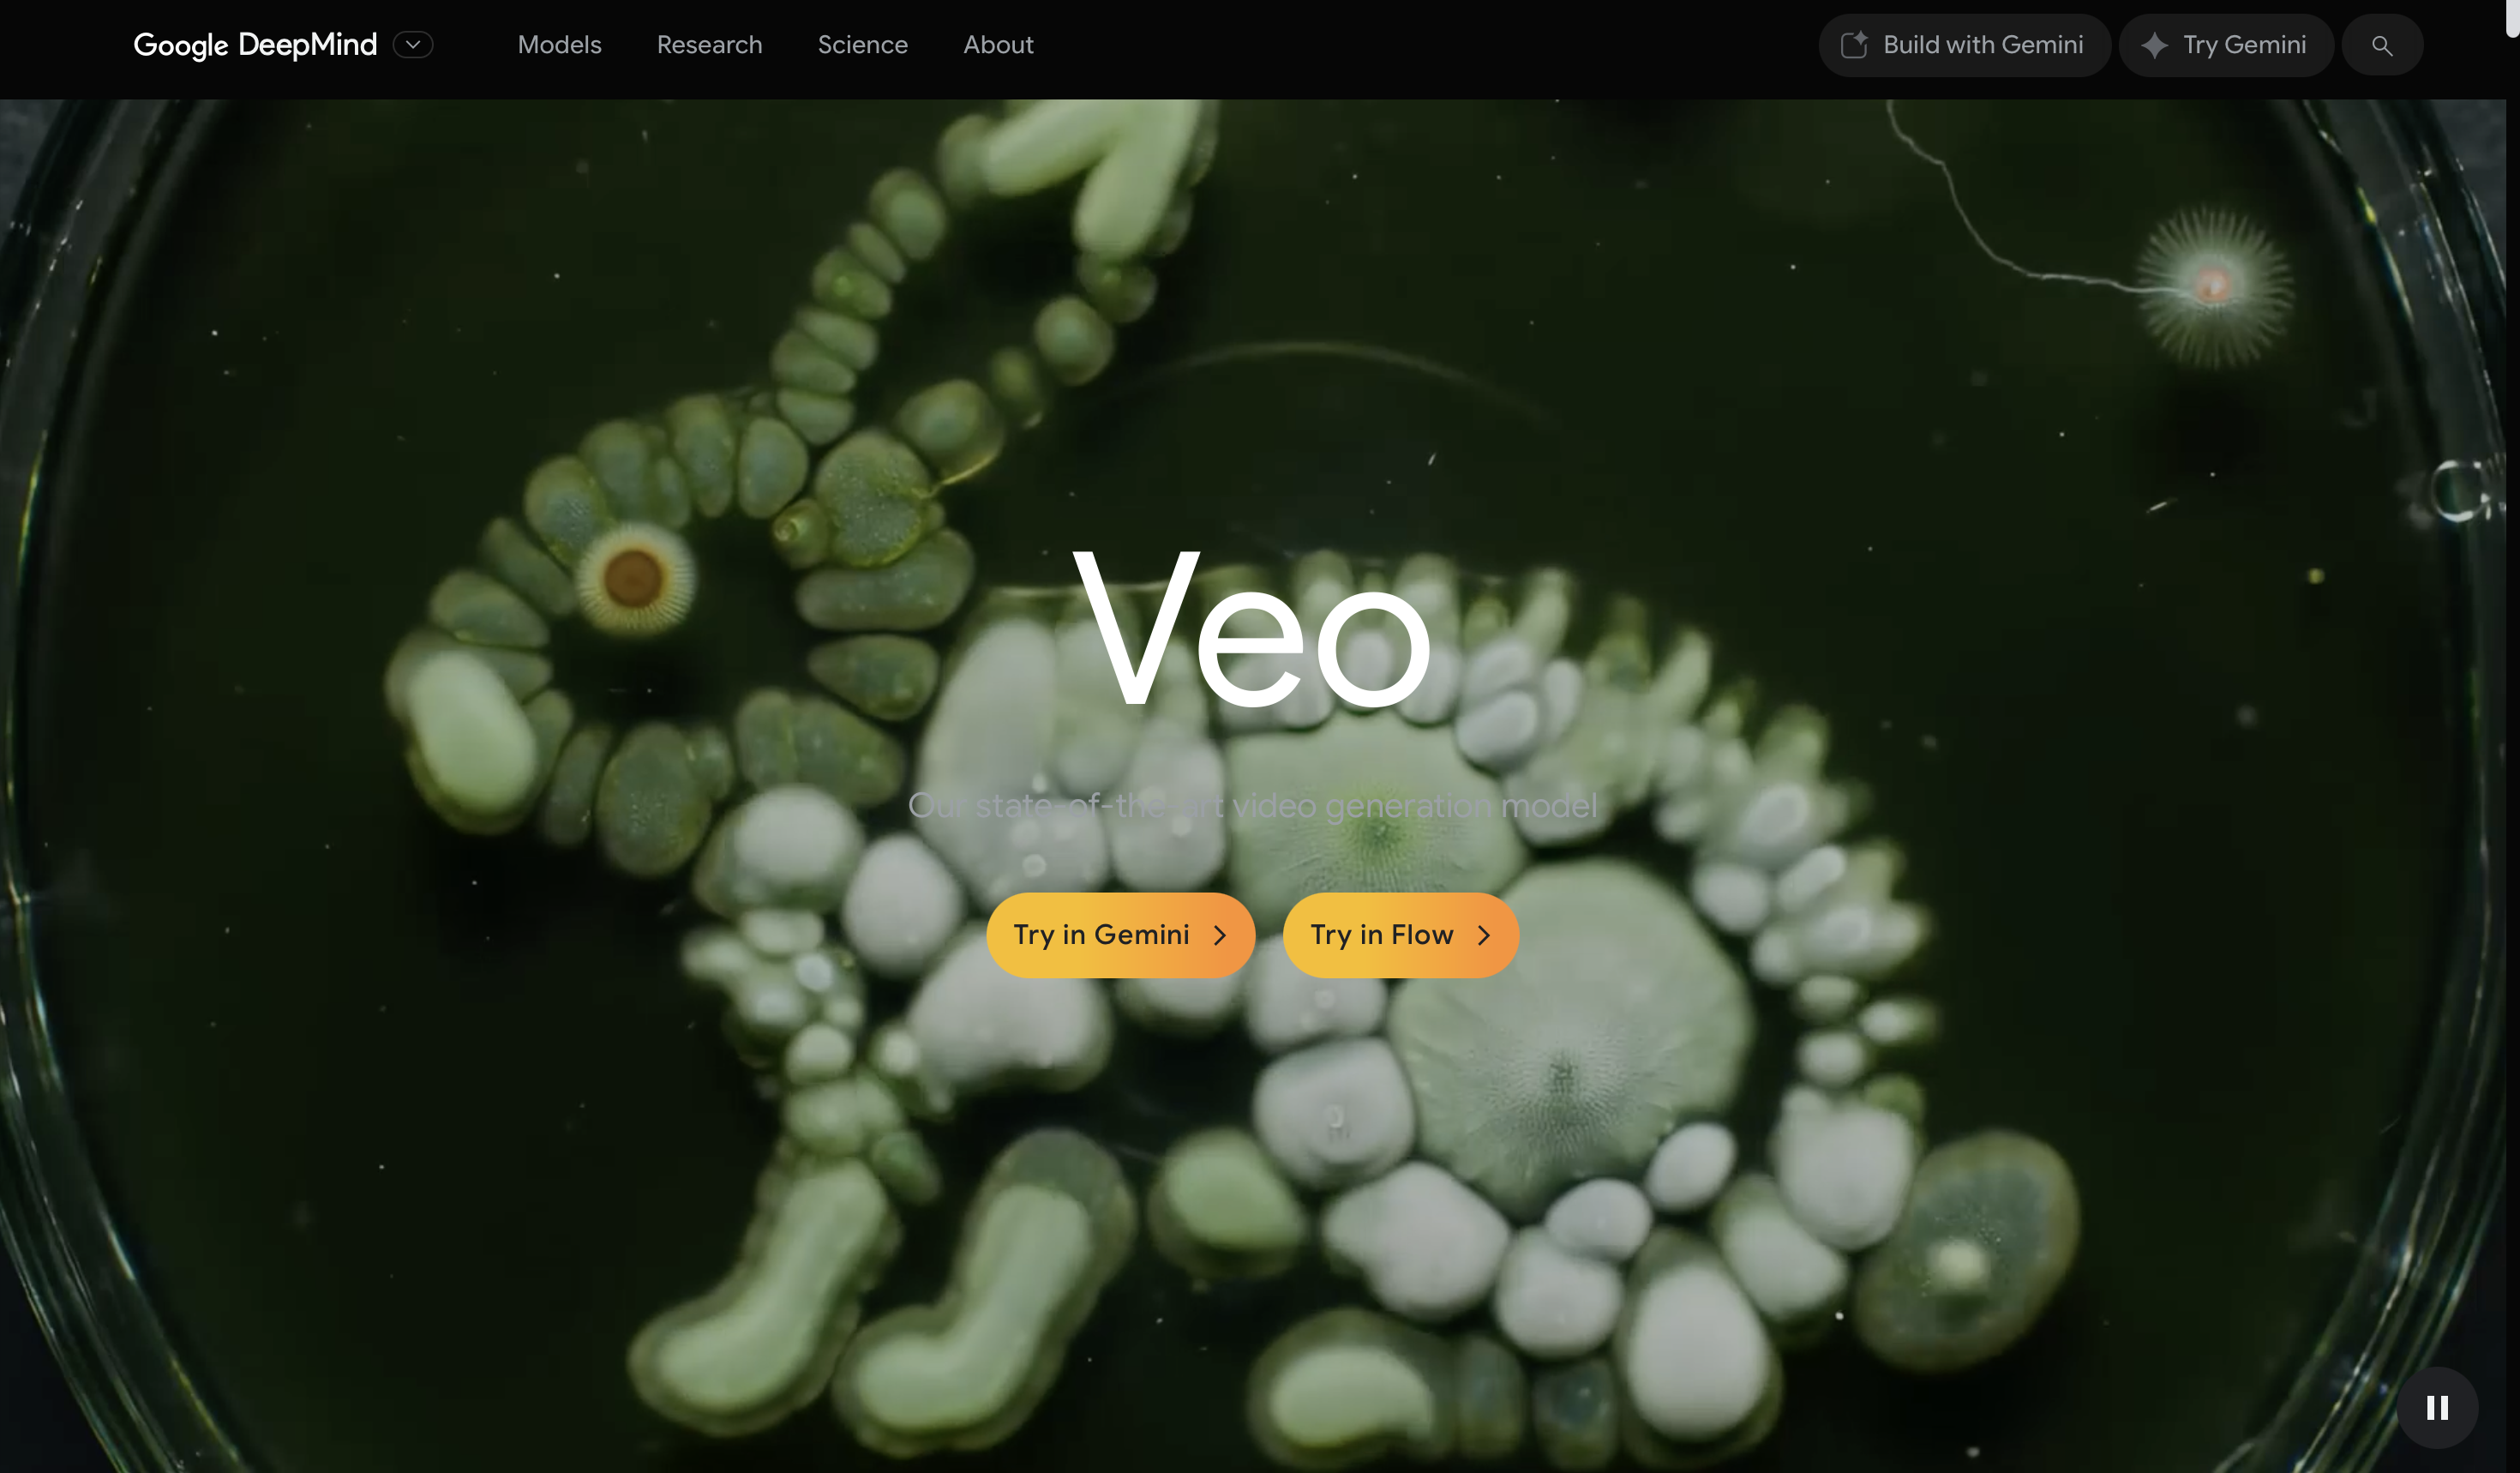 Google DeepMind
Models
Research
Science
About
Build with Gemini
Try Gemini
Veo
Our state-of-the-art video generation model
Try in Gemini
Try in Flow